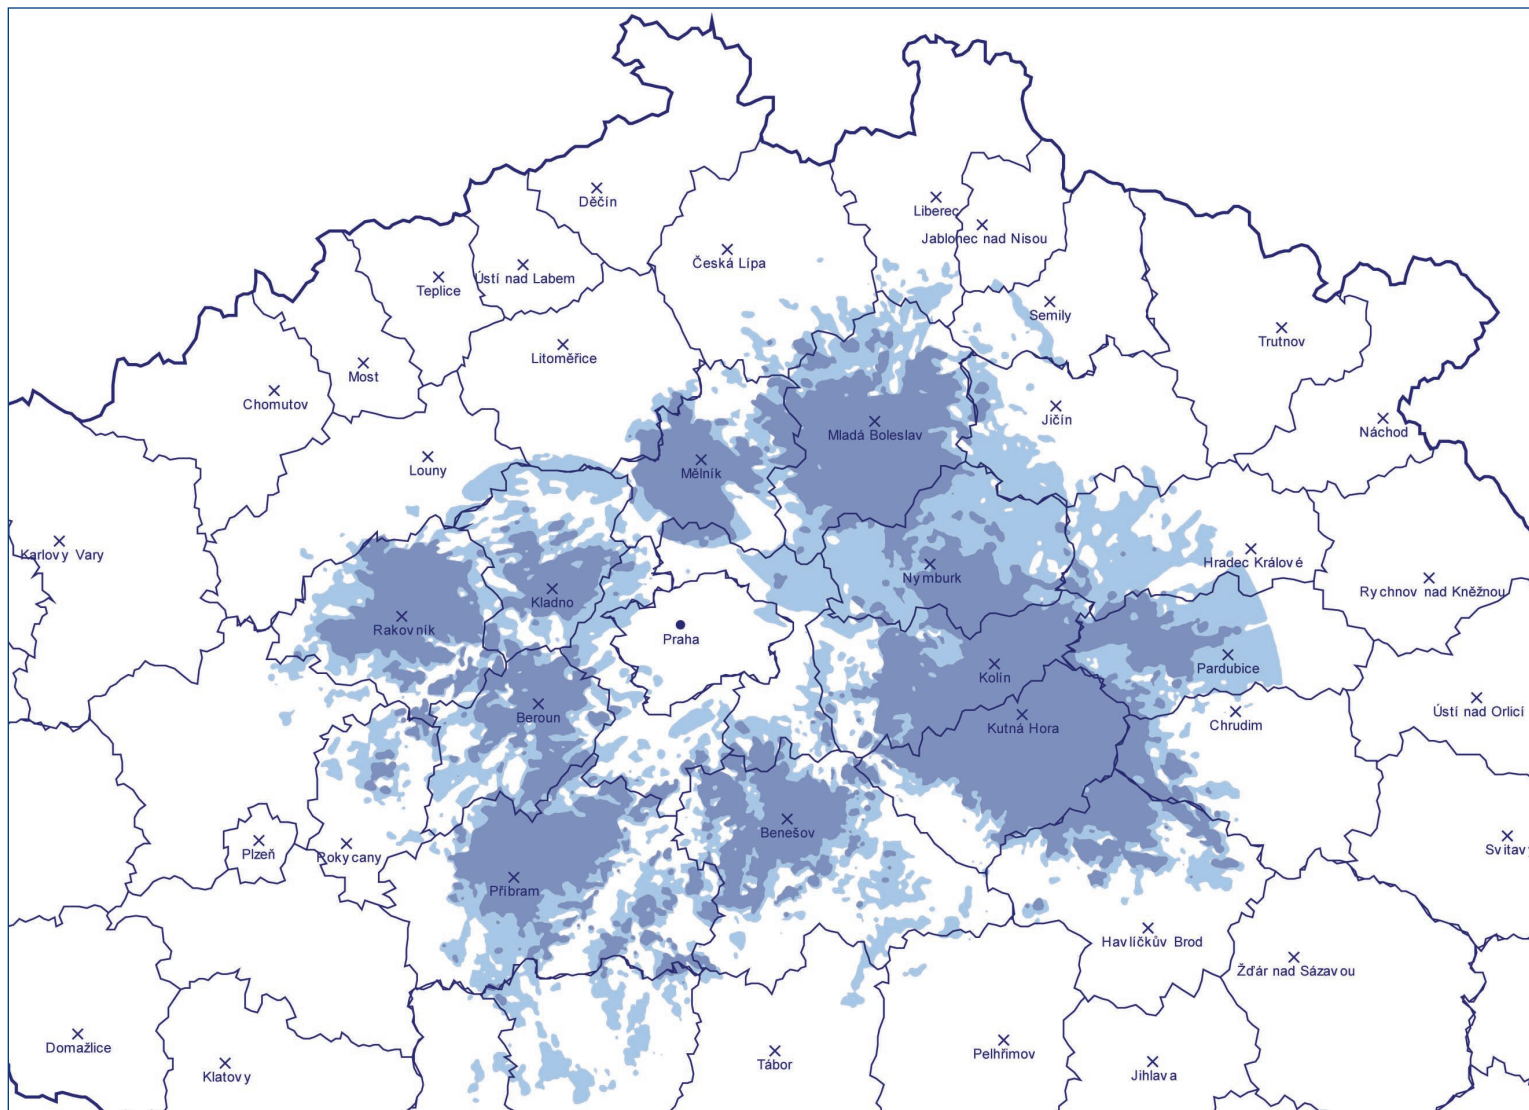 Děčín
Liberec
Jablonec nad Nisou
Česká Lípa
Ústí nad Labem
Teplice
Semily
Trutnov
Litoměřice
Most
Chomutov
Jičín
Náchod
Mladá Boleslav
Louny
Mělník
Karlovy Vary
Hradec Králové
Nymburk
Rychnov nad Kněžnou
Kladno
Rakovník
Praha
Pardubice
Kolín
Beroun
Ústí nad Orlicí
Chrudim
Kutná Hora
Benešov
Plzeň
Rokycany
Svitavy
Příbram
Havlíčkův Brod
Žďár nad Sázavou
Domažlice
Klatovy
Tábor
Pelhřimov
Jihlava